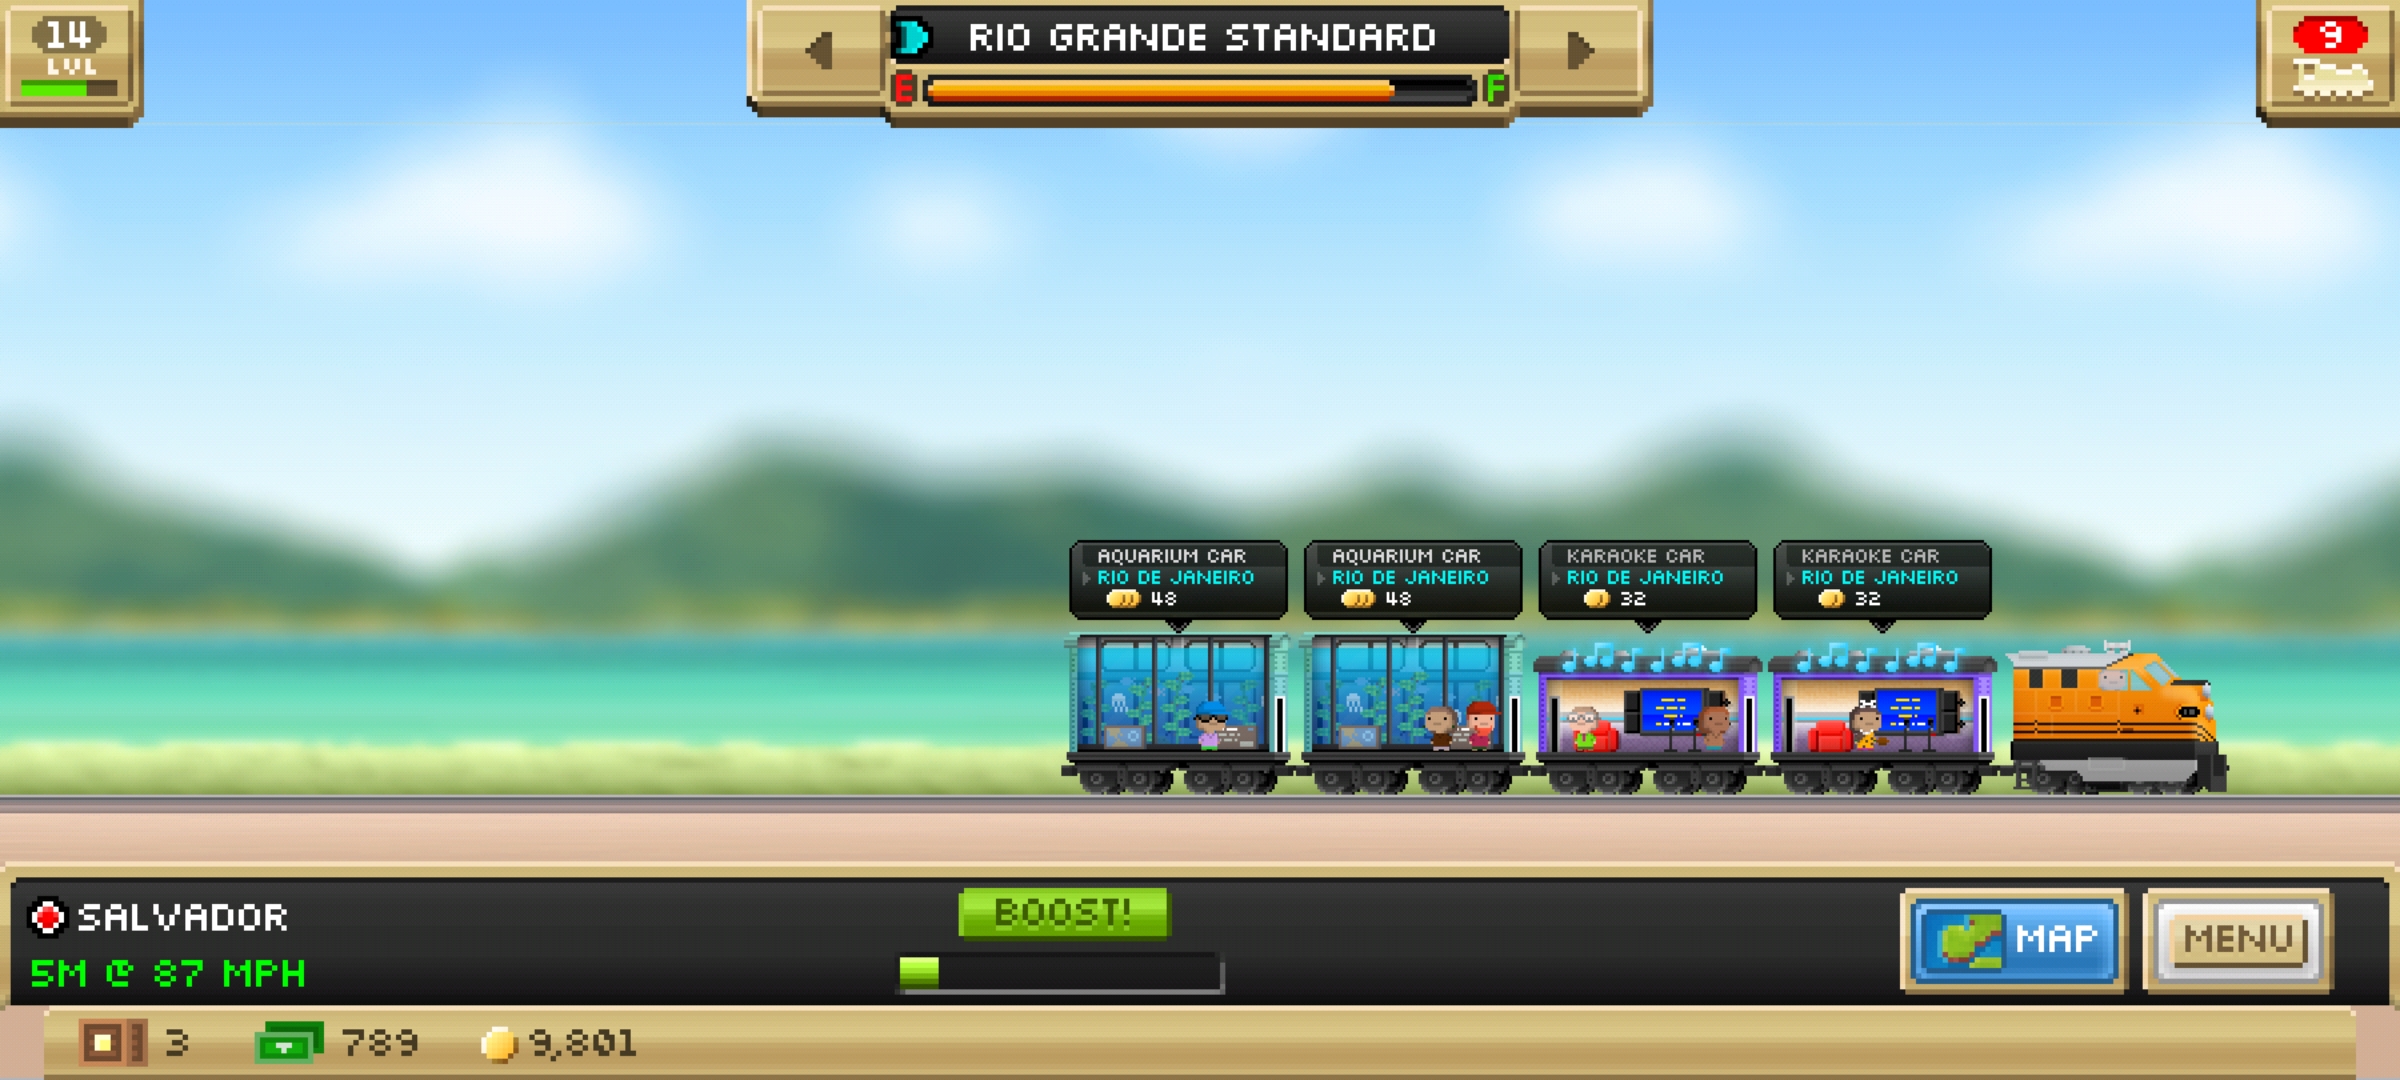 14
LVL
RIO GRANDE STANDARD
E F
9
AQUARIUM CAR
RIO DE JANEIRO
48
AQUARIUM CAR
RIO DE JANEIRO
48
KARAOKE CAR
RIO DE JANEIRO
32
KARAOKE CAR
RIO DE JANEIRO
32
SALVADOR
5M @ 87 MPH
BOOST!
MAP
MENU
3
789
9,801